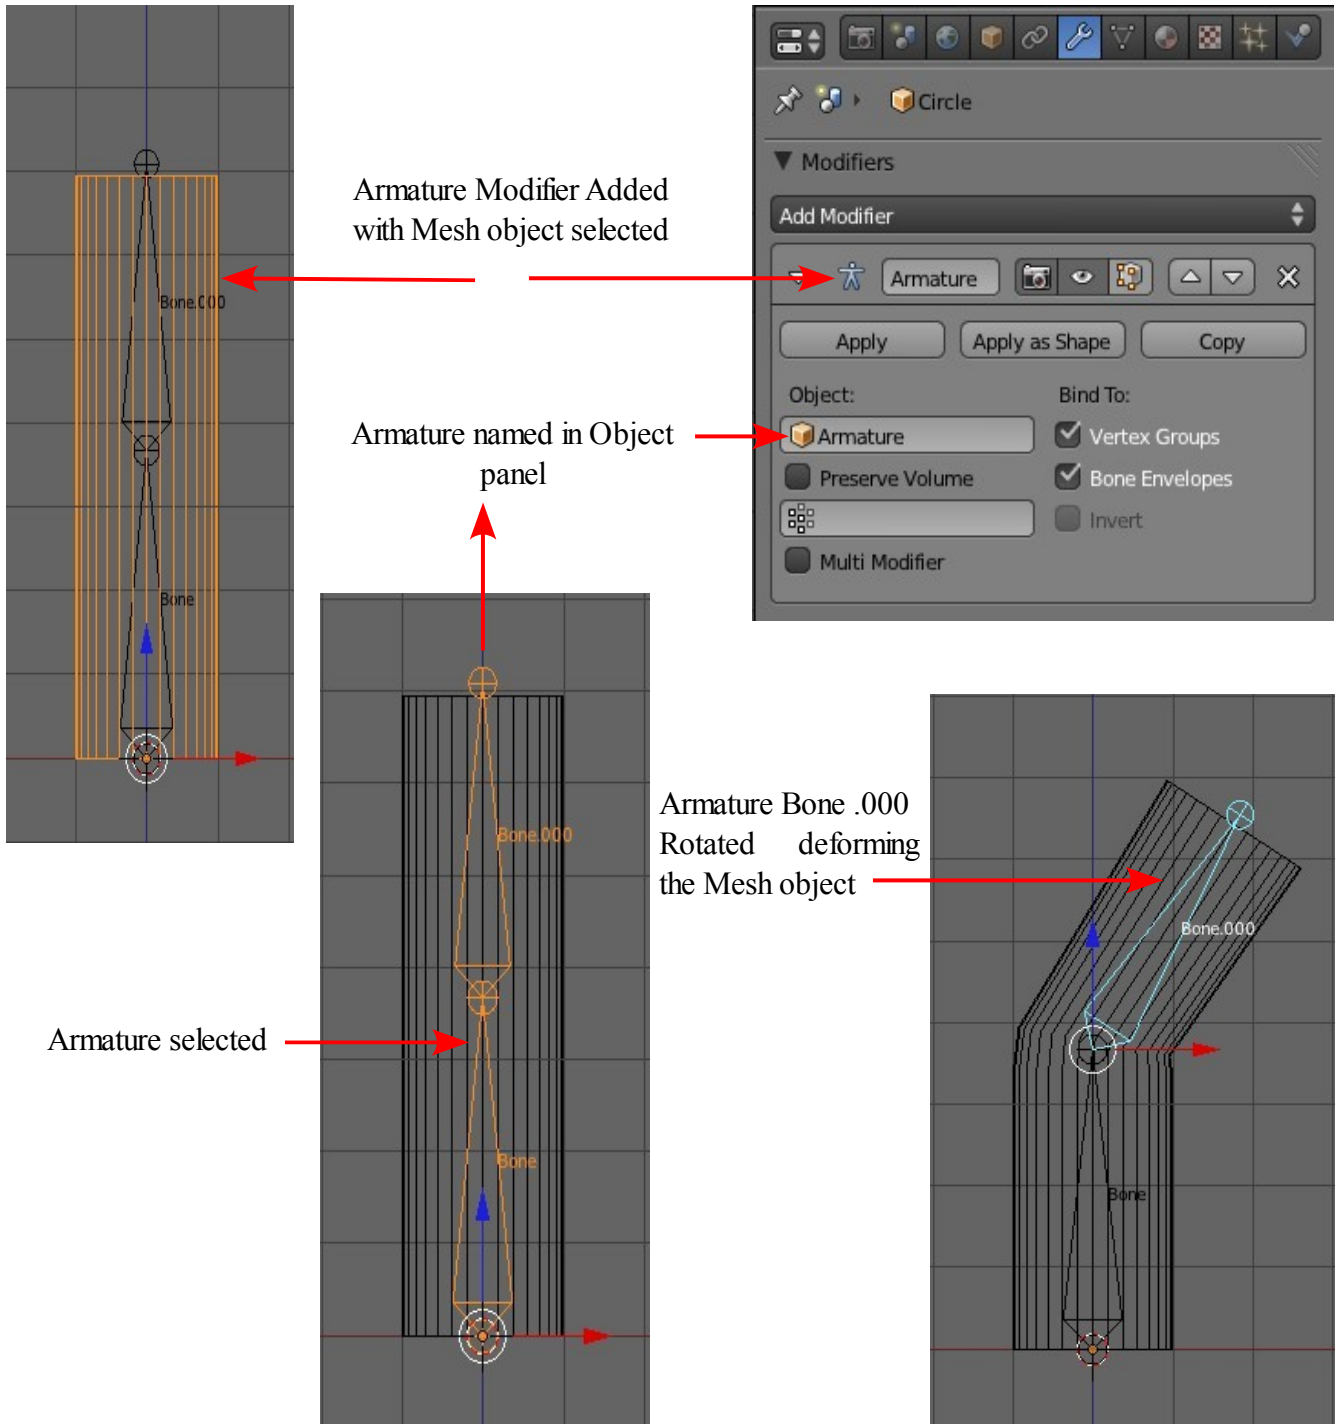 Circle
Modifiers
Armature Modifier Added
with Mesh object selected
Add Modifier
Armature
Bone.000
Apply
Apply as Shape
Copy
Object:
Bind To:
Armature named in Object
panel
Armature
Vertex Groups
Preserve Volume
Bone Envelopes
Invert
Multi Modifier
Bone
Armature Bone .000
Rotated deforming
the Mesh object
Bone.000
Bone.000
Armature selected
Bone
Bone